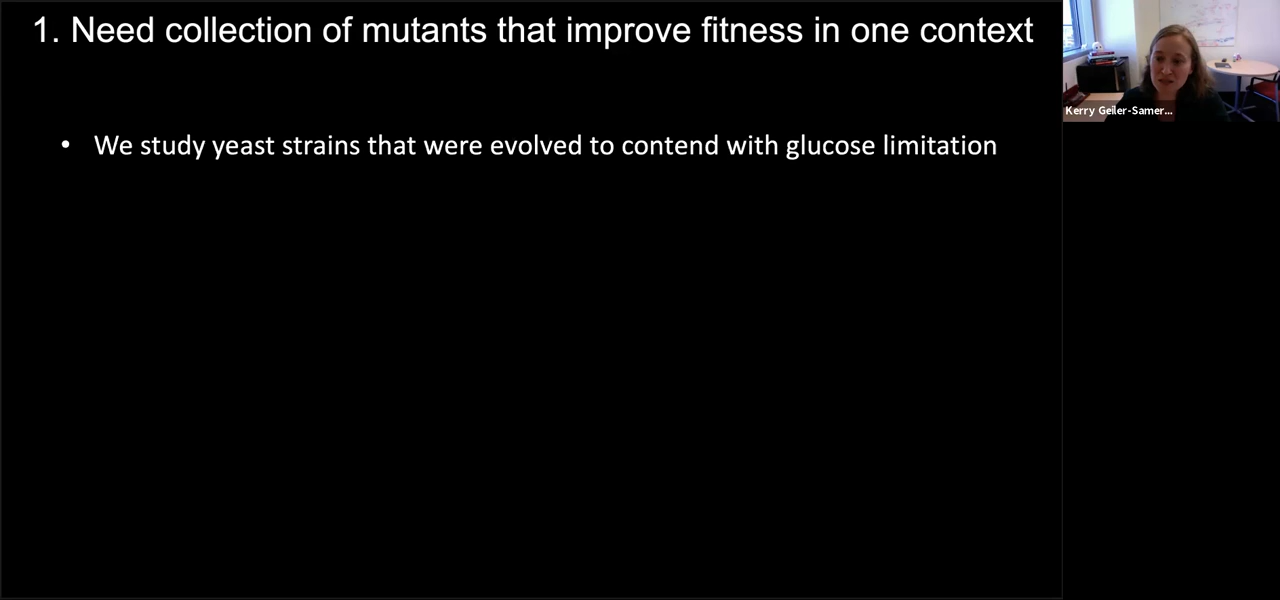 1. Need collection of mutants that improve fitness in one context
• We study yeast strains that were evolved to contend with glucose limitation
Kerry Geiler-Samer...